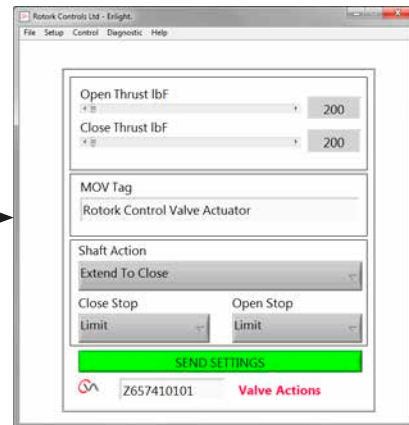 Rotork Controls Ltd - Enlight.
File Setup Control Diagnostic Help
Open Thrust lbF
200
Close Thrust lbF
200
MOV Tag
Rotork Control Valve Actuator
Shaft Action
Extend To Close
Close Stop Open Stop
Limit Limit
SEND SETTINGS
Z657410101 Valve Actions